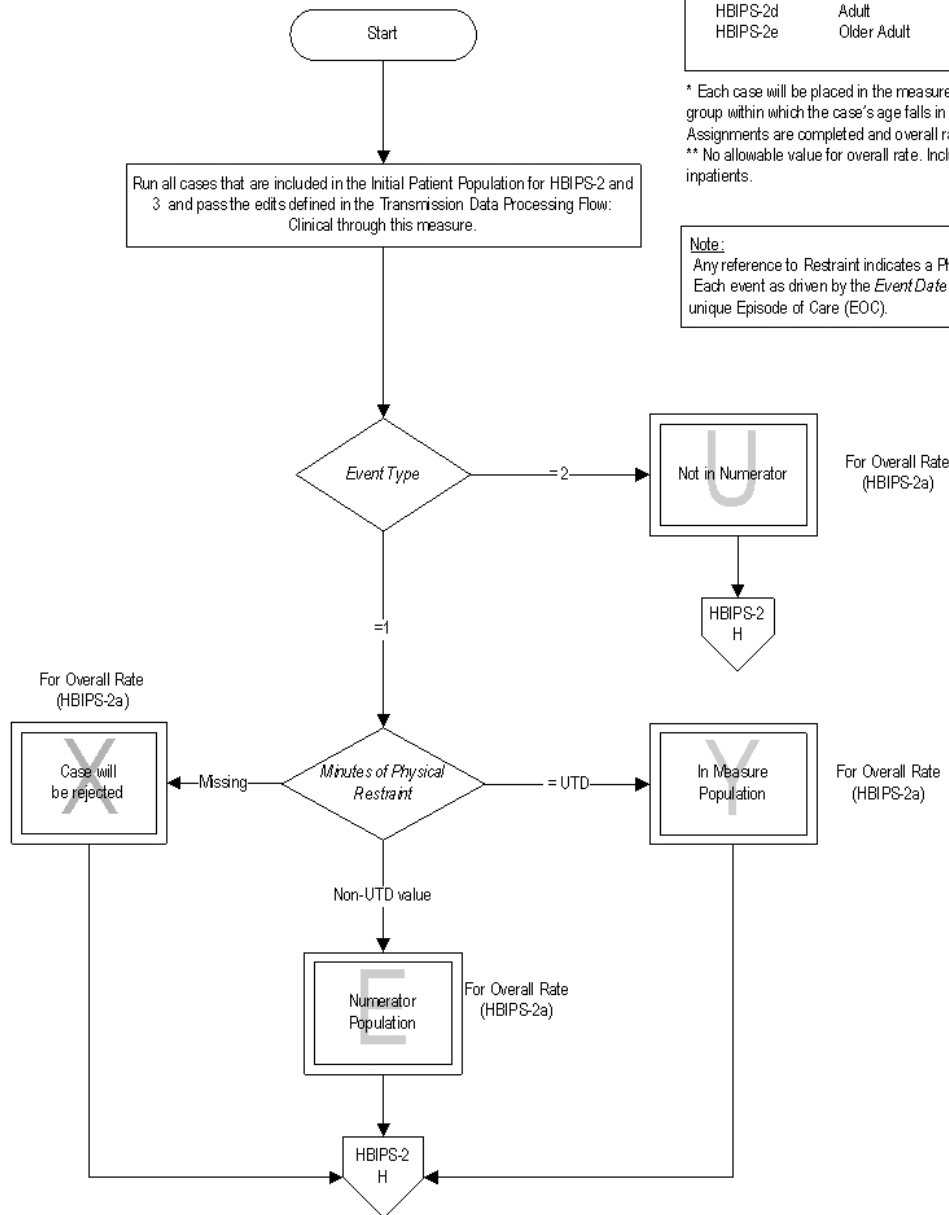 HBIPS-2d Adult
HBIPS-2e Older Adult
* Each case will be placed in the measure
group within which the case's age falls in
Assignments are completed and overall
** No allowable value for overall rate.
inpatients.
Note:
Any reference to Restraint indicates a
Each event as driven by the Event Date
unique Episode of Care (EOC).
Start
Run all cases that are included in the Initial Patient Population for HBIPS-2 and
3 and pass the edits defined in the Transmission Data Processing Flow:
Clinical through this measure.
Event Type
=2
U
Not in Numerator
For Overall Rate
(HBIPS-2a)
HBIPS-2
H
=1
For Overall Rate
(HBIPS-2a)
X
Case will
be rejected
Missing
Minutes of Physical
Restraint
= UTD
Y
In Measure
Population
For Overall Rate
(HBIPS-2a)
Non-UTD value
E
Numerator
Population
For Overall Rate
(HBIPS-2a)
HBIPS-2
H